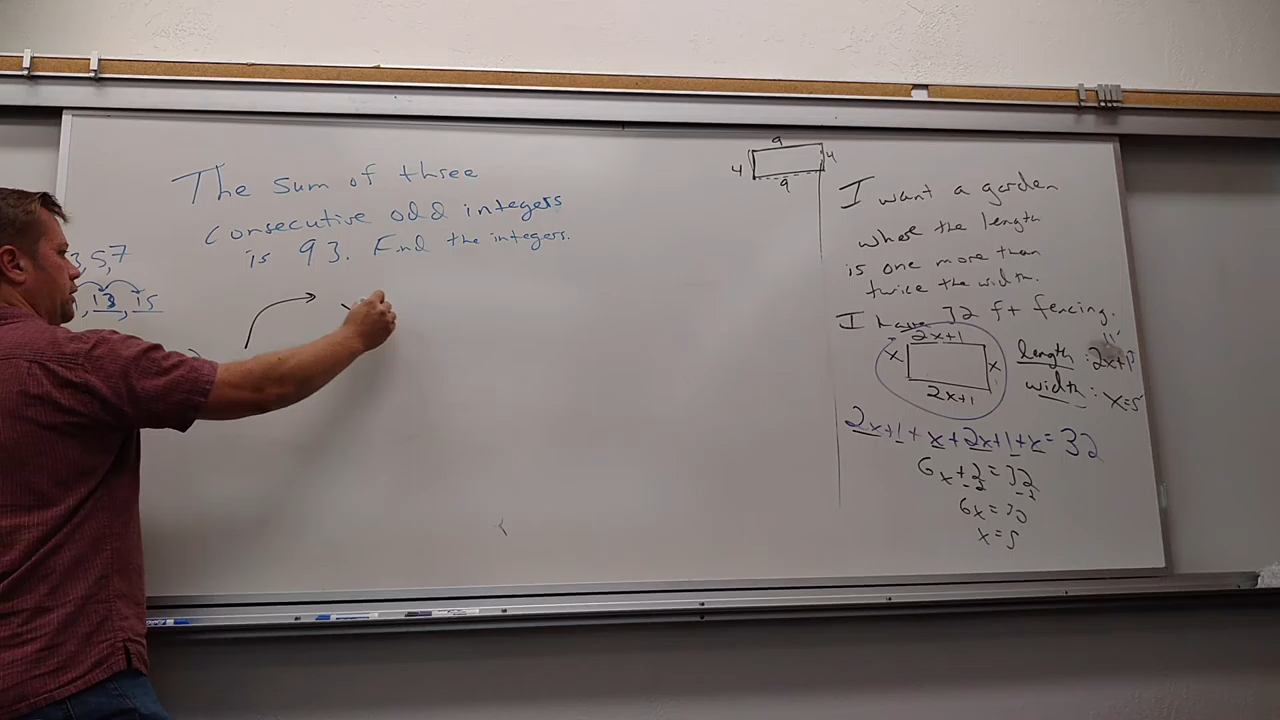 The sum of three
consecutive odd integers
is 93. Find the integers.
3,5,7
, 13, 15
9
4
4
9
I want a garden
where the length
is one more than
twice the width.
I have 32 ft fencing.
2x+1
x
x
2x+1
11'
length: 2x+1
width: x=5'
2x+1+x+2x+1+x=32
6x+2=32
-2 -2
6x=30
x=5